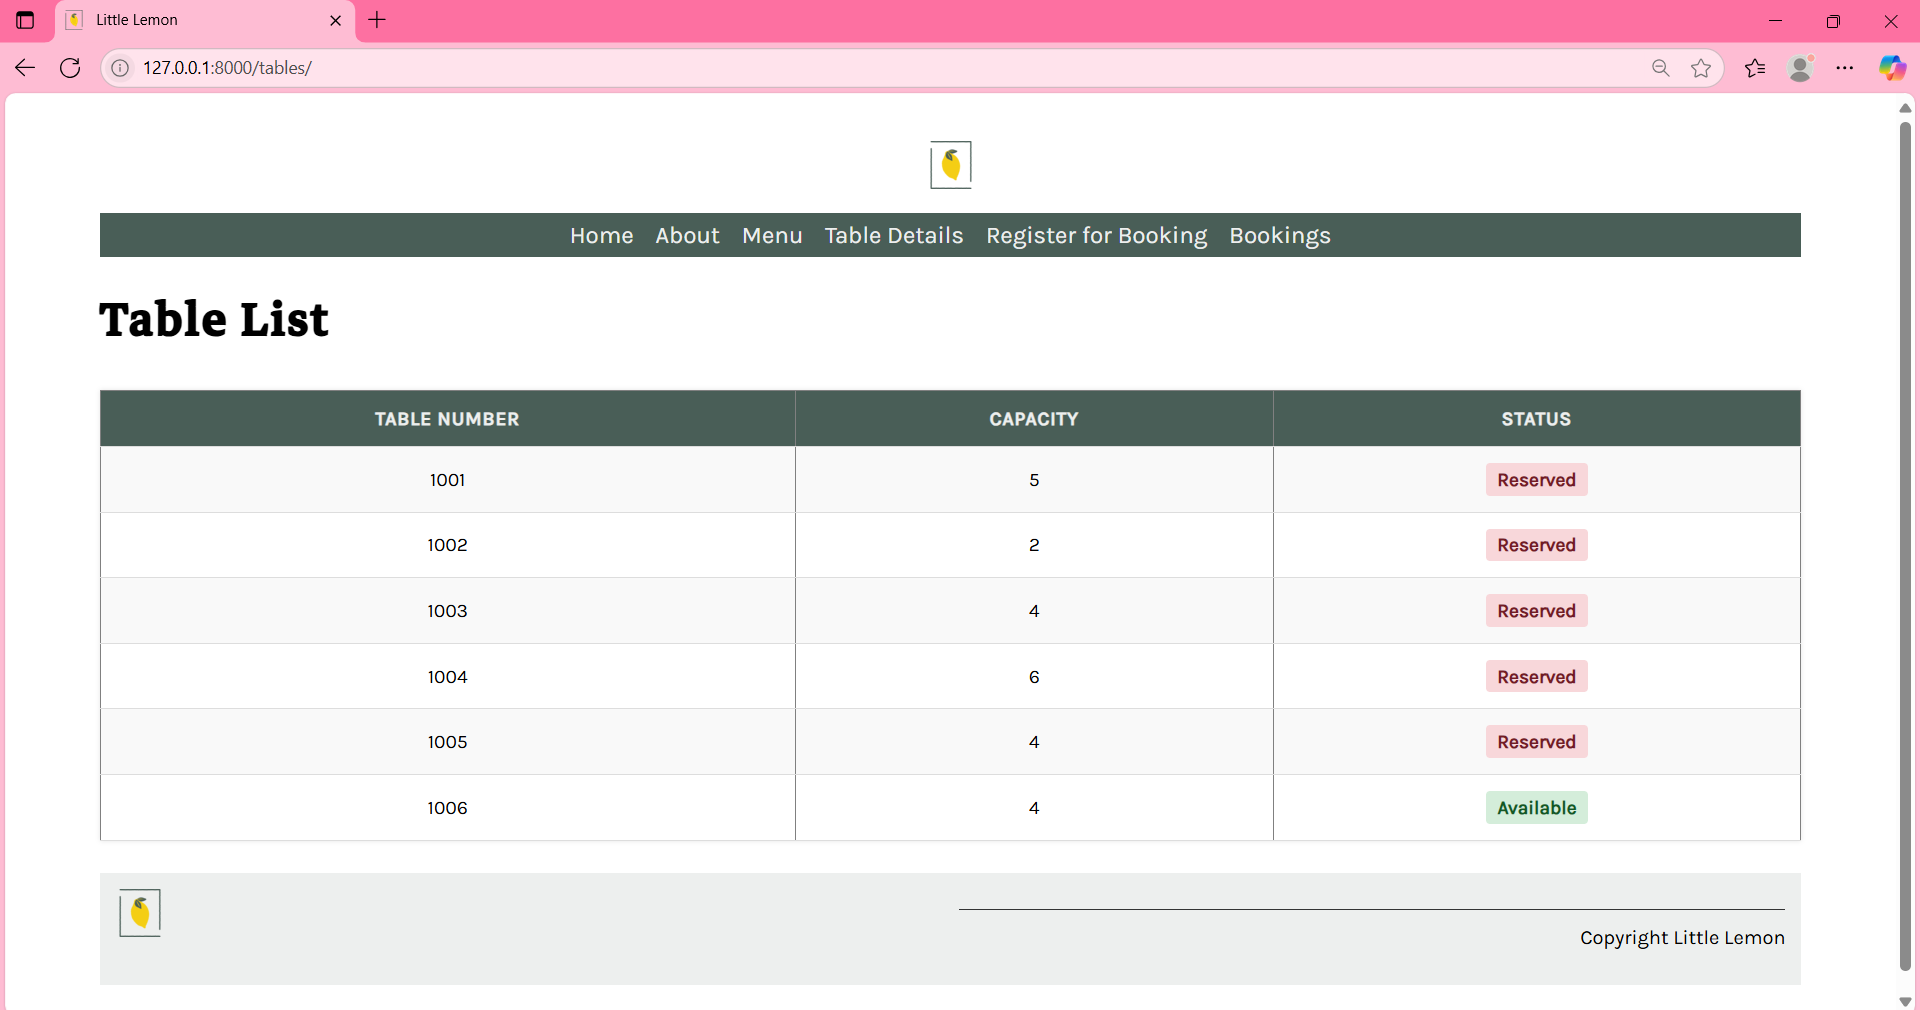 Little Lemon
127.0.0.1:8000/tables/
Home About Menu Table Details Register for Booking Bookings
Table List
TABLE NUMBER CAPACITY STATUS
1001 5 Reserved
1002 2 Reserved
1003 4 Reserved
1004 6 Reserved
1005 4 Reserved
1006 4 Available
Copyright Little Lemon